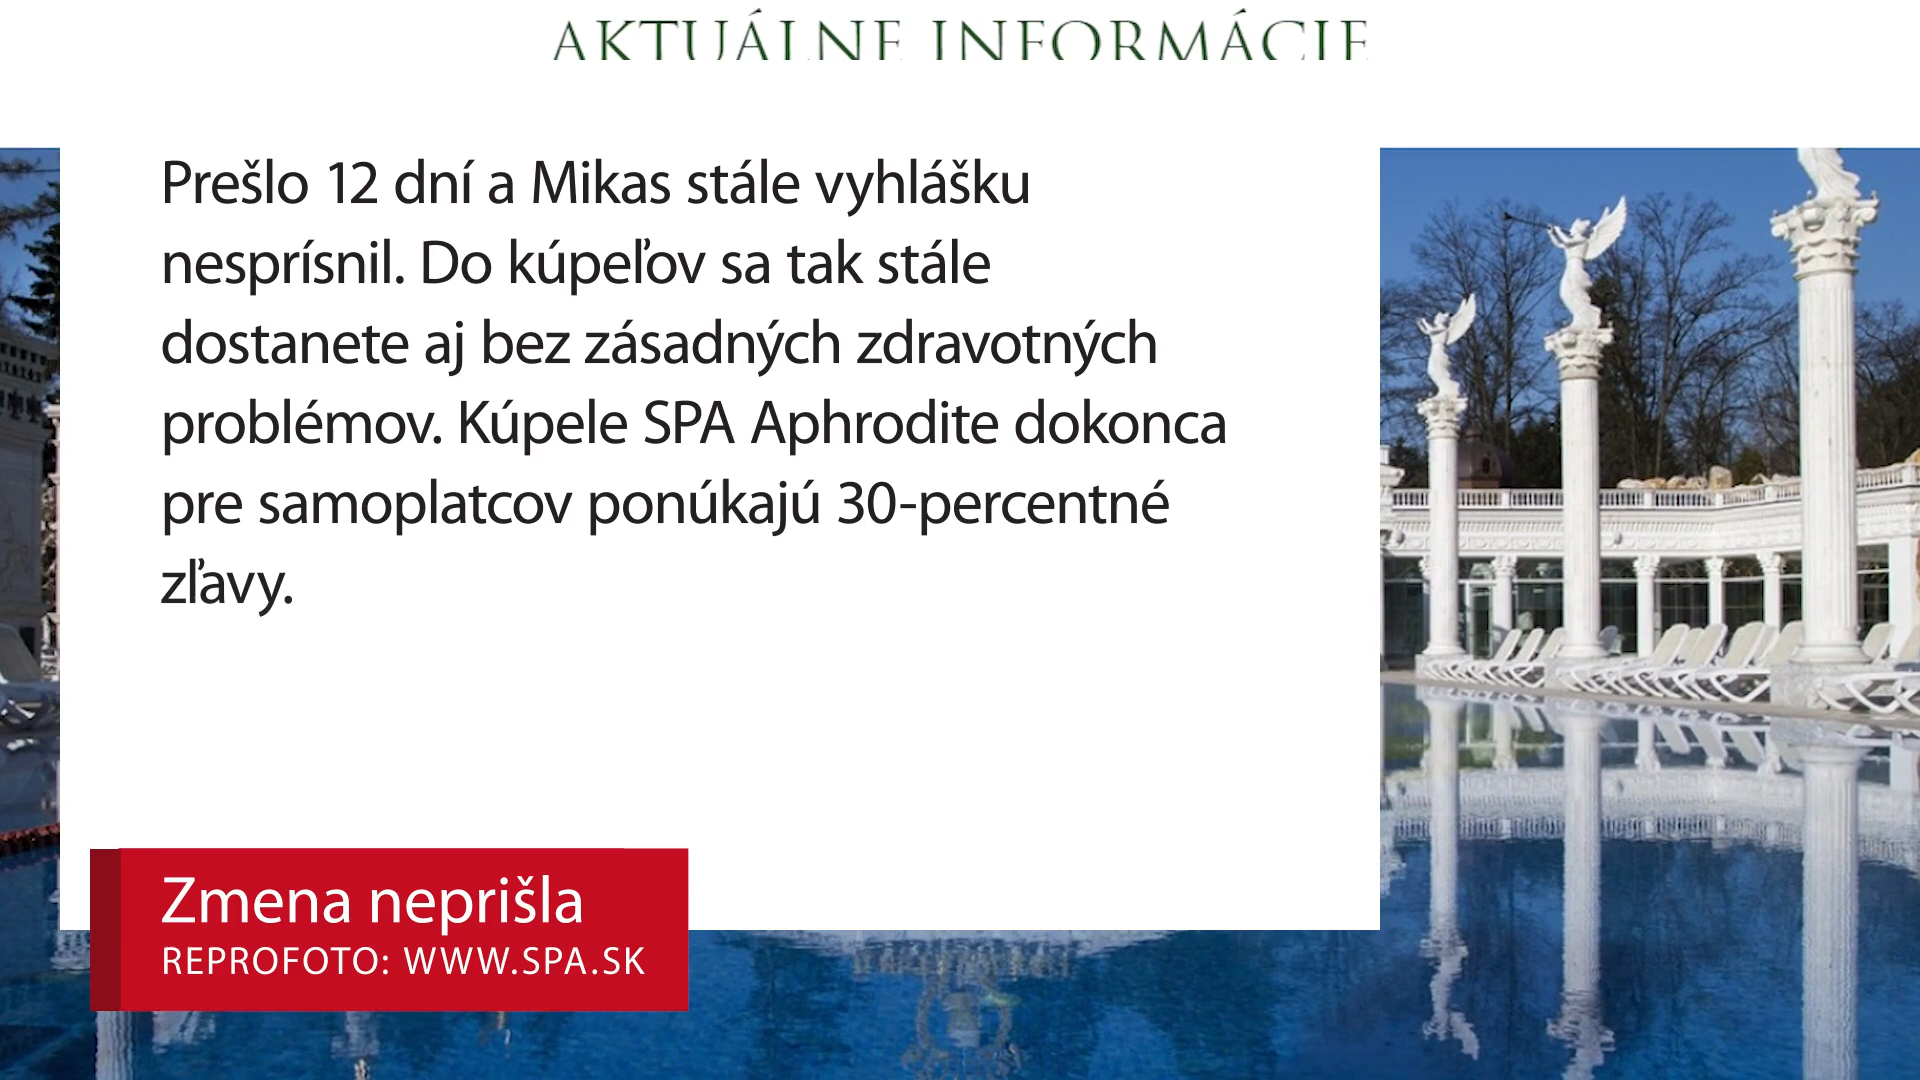 AKTUÁLNE INFORMÁCIE
Prešlo 12 dní a Mikas stále vyhlášku
nesprísnil. Do kúpeľov sa tak stále
dostanete aj bez zásadných zdravotných
problémov. Kúpele SPA Aphrodite dokonca
pre samoplatcov ponúkajú 30-percentné
zľavy.
Zmena neprišla
REPROFOTO: WWW.SPA.SK